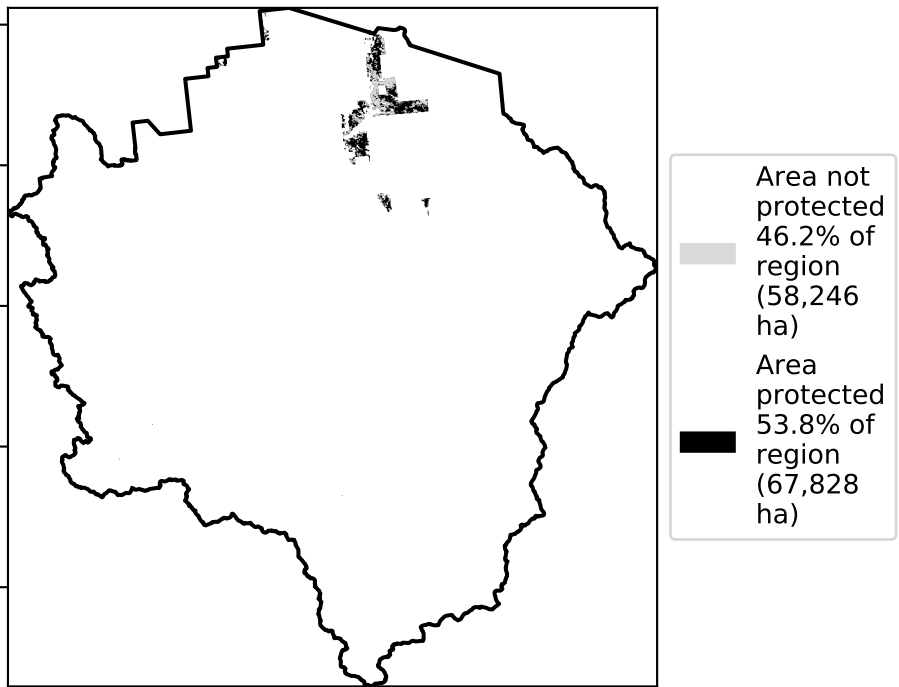 Area not
protected
46.2% of
region
(58,246
ha)
Area
protected
53.8% of
region
(67,828
ha)